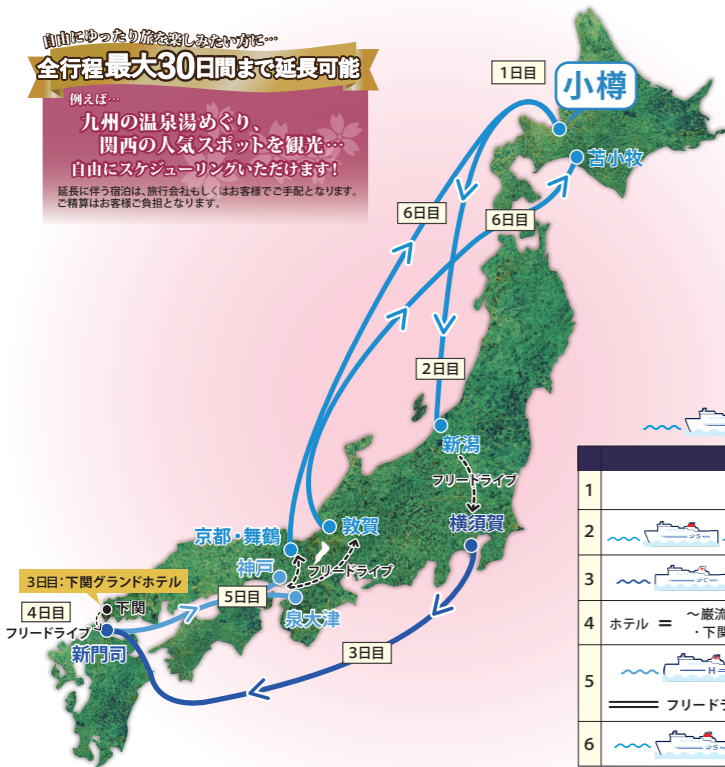 自由にゆったり旅を楽しみたい方に…
全行程最大30日間まで延長可能
例えば…
九州の温泉湯めぐり、
関西の人気スポットを観光…
自由にスケジューリングいただけます!
延長に伴う宿泊は、旅行会社もしくはお客様でご手配となります。
ご精算はお客様ご負担となります。
1日目
小樽
苫小牧
6日目
6日目
2日目
新潟
フリードライブ
横須賀
敦賀
京都・舞鶴
神戸
フリードライブ
5日目
泉大津
3日目:下関グランドホテル
4日目
下関
フリードライブ
新門司
3日目
1
2
S
3
C
4 ホテル = 〜巌流
・下関
5
H
フリードラ
6
S